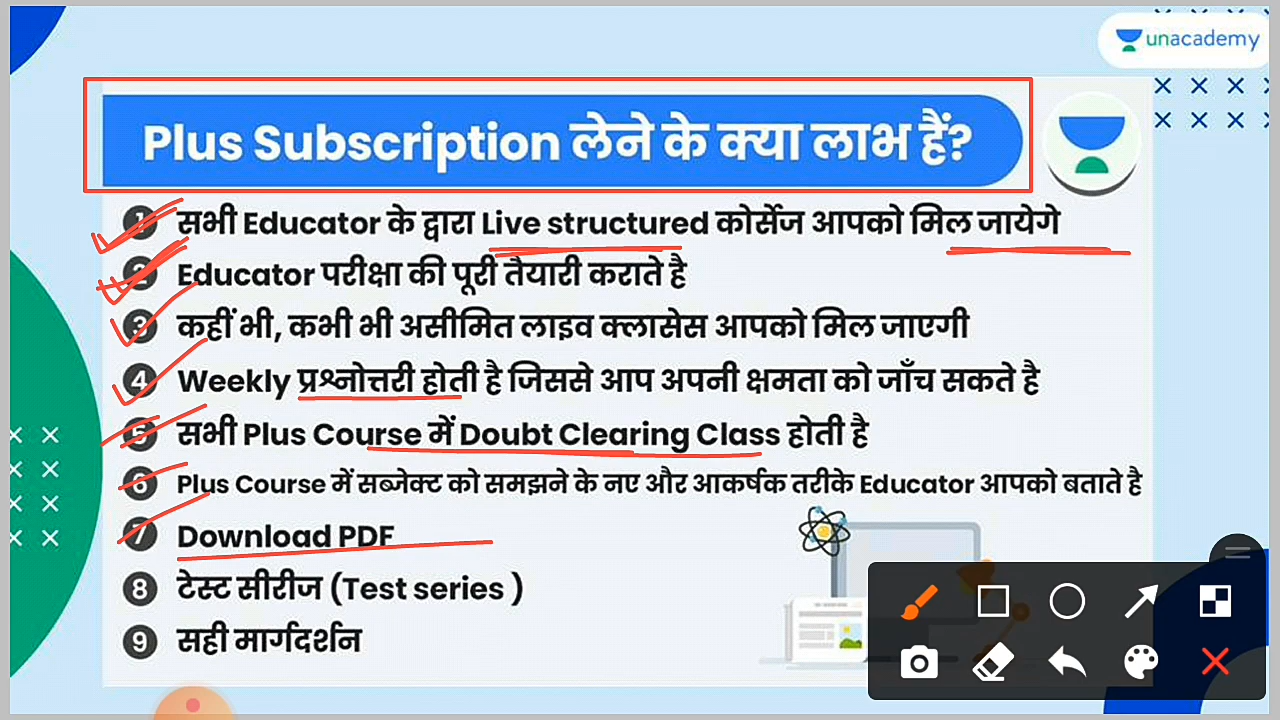 unacademy
Plus Subscription लेने के क्या लाभ हैं?
1 सभी Educator के द्वारा Live structured कोर्सेज आपको मिल जायेगे
2 Educator परीक्षा की पूरी तैयारी कराते है
3 कहीं भी, कभी भी असीमित लाइव क्लासेस आपको मिल जाएगी
4 Weekly प्रश्नोत्तरी होती है जिससे आप अपनी क्षमता को जाँच सकते है
5 सभी Plus Course में Doubt Clearing Class होती है
6 Plus Course में सब्जेक्ट को समझने के नए और आकर्षक तरीके Educator आपको बताते है
7 Download PDF
8 टेस्ट सीरीज (Test series )
9 सही मार्गदर्शन